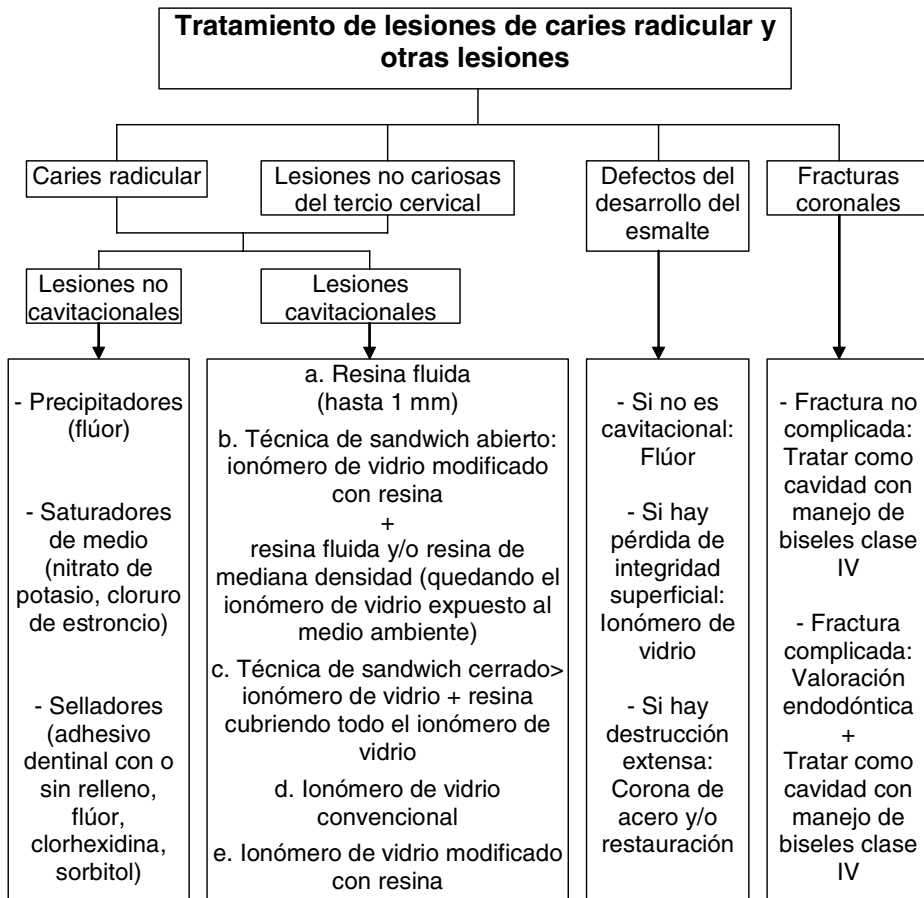 Tratamiento de lesiones de caries radicular y
otras lesiones
Caries radicular
Lesiones no cariosas
del tercio cervical
Defectos del
desarrollo del
esmalte
Fracturas
coronales
Lesiones no
cavitacionales
Lesiones
cavitacionales
- Precipitadores
(flúor)
- Saturadores
de medio
(nitrato de
potasio, cloruro
de estroncio)
- Selladores
(adhesivo
dentinal con o
sin relleno,
flúor,
clorhexidina,
sorbitol)
a. Resina fluida
(hasta 1 mm)
b. Técnica de sandwich abierto:
ionómero de vidrio modificado
con resina
+
resina fluida y/o resina de
mediana densidad (quedando el
ionómero de vidrio expuesto al
medio ambiente)
c. Técnica de sandwich cerrado>
ionómero de vidrio + resina
cubriendo todo el ionómero de
vidrio
d. Ionómero de vidrio
convencional
e. Ionómero de vidrio modificado
con resina
- Si no es
cavitacional:
Flúor
- Si hay
pérdida de
integridad
superficial:
Ionómero de
vidrio
- Si hay
destrucción
extensa:
Corona de
acero y/o
restauración
- Fractura no
complicada:
Tratar como
cavidad con
manejo de
biseles clase
IV
- Fractura
complicada:
Valoración
endodóntica
+
Tratar como
cavidad con
manejo de
biseles clase
IV